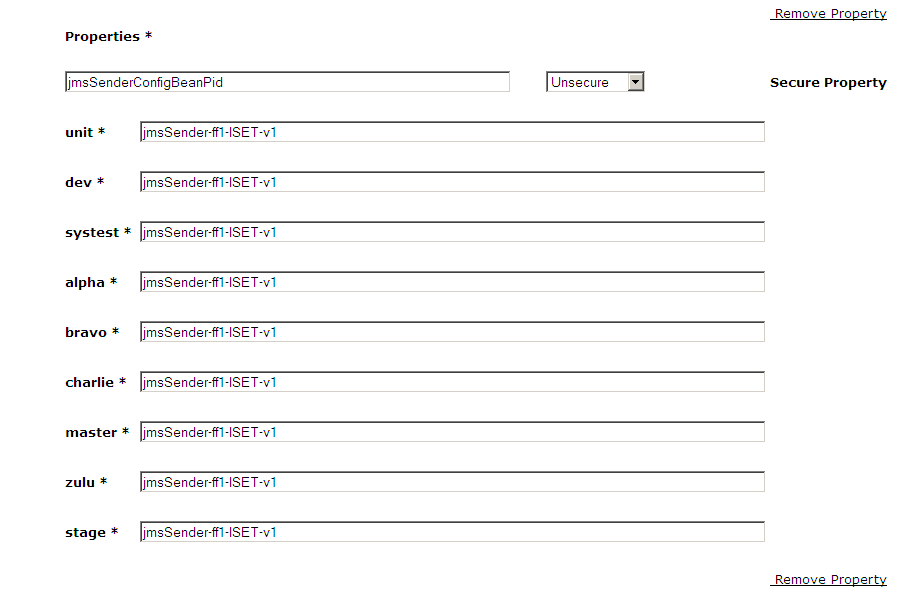 Remove Property
Properties *
jmsSenderConfigBeanPid Unsecure Secure Property
unit * jmsSender-ff1-ISET-v1
dev * jmsSender-ff1-ISET-v1
systest * jmsSender-ff1-ISET-v1
alpha * jmsSender-ff1-ISET-v1
bravo * jmsSender-ff1-ISET-v1
charlie * jmsSender-ff1-ISET-v1
master * jmsSender-ff1-ISET-v1
zulu * jmsSender-ff1-ISET-v1
stage * jmsSender-ff1-ISET-v1
Remove Property